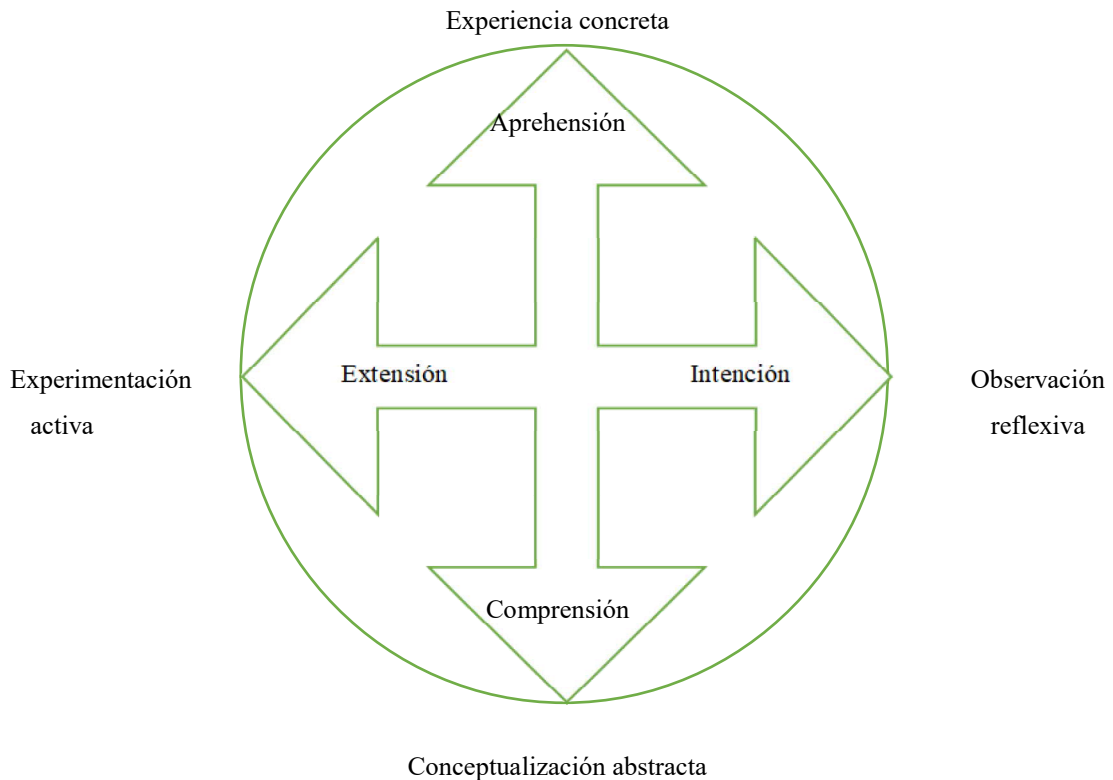 Experiencia concreta
Aprehensión
Extensión
Intención
Experimentación
activa
Observación
reflexiva
Comprensión
Conceptualización abstracta